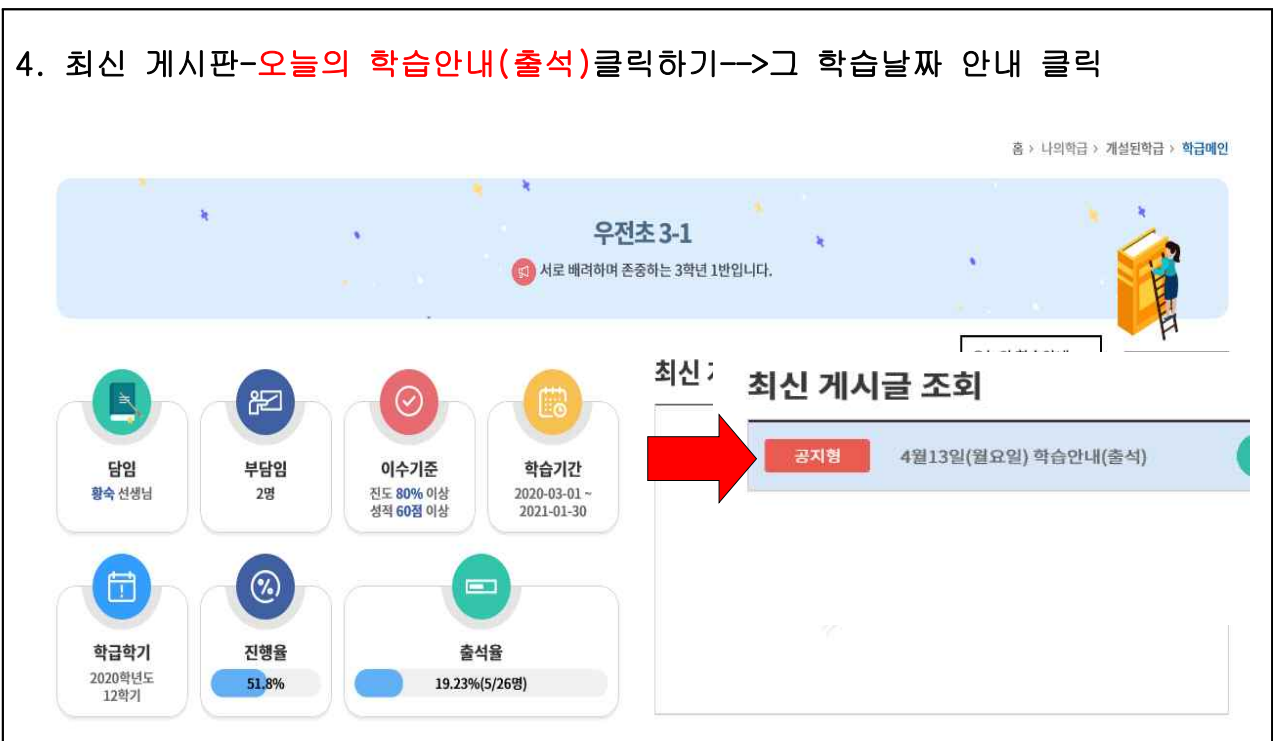 4. 최신 게시판-오늘의 학습안내(출석)클릭하기-->그 학습날짜 안내 클릭
홈 > 나의학급 > 개설된학급 > 학급메인
우전초 3-1
서로 배려하며 존중하는 3학년 1반입니다.
최신
최신 게시글 조회
공지형 4월13일(월요일) 학습안내(출석)
담임
황숙 선생님
부담임
2명
이수기준
진도 80% 이상
성적 60점 이상
학습기간
2020-03-01 ~
2021-01-30
학급학기
2020학년도
12학기
진행율
51.8%
출석율
19.23%(5/26명)